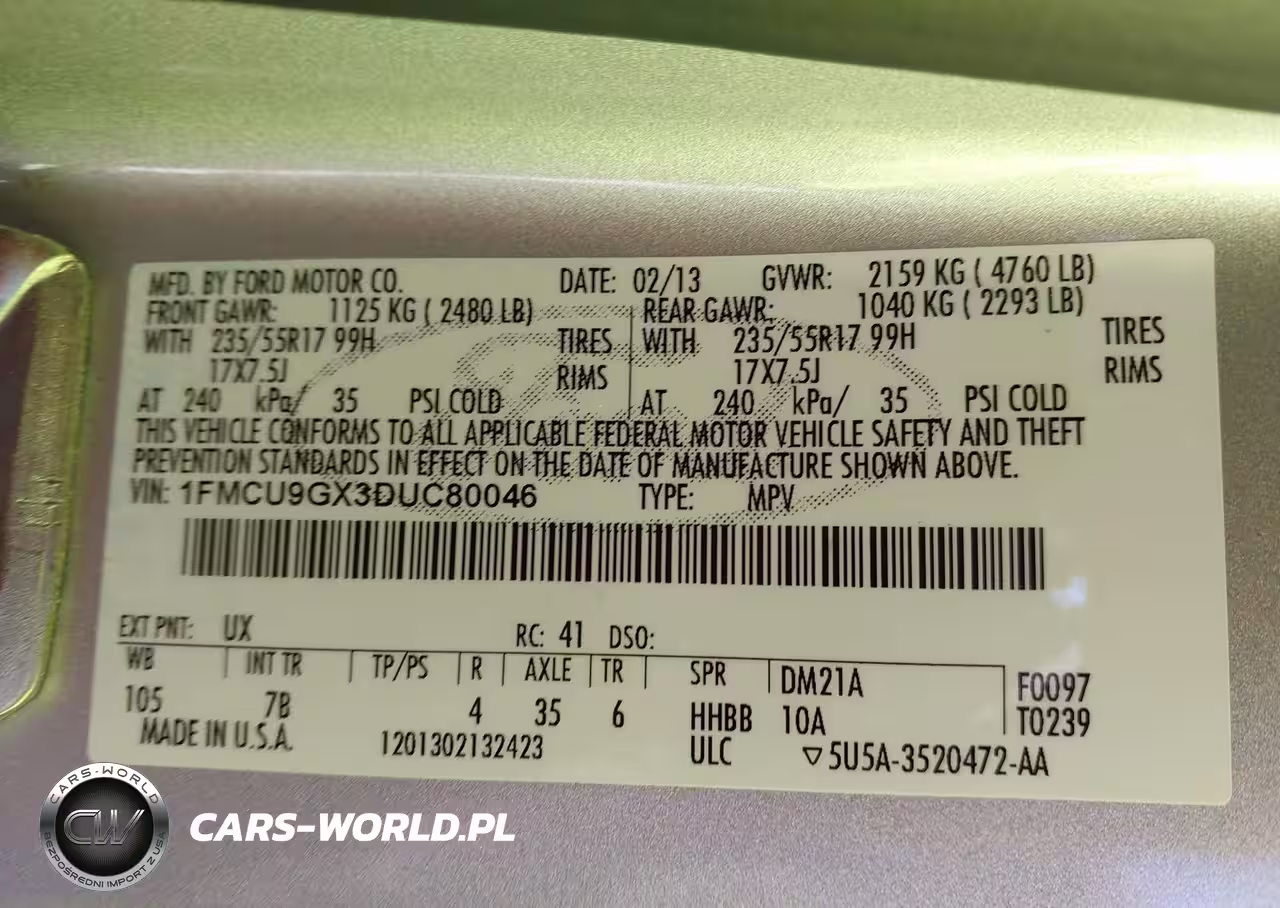 MFD. BY FORD MOTOR CO. DATE: 02/13 GVWR: 2159 KG ( 4760 LB)
FRONT GAWR: 1125 KG ( 2480 LB) REAR GAWR: 1040 KG ( 2293 LB)
WITH 235/55R17 99H TIRES WITH 235/55R17 99H TIRES
17X7.5J RIMS 17X7.5J RIMS
AT 240 kPa/ 35 PSI COLD AT 240 kPa/ 35 PSI COLD
THIS VEHICLE CONFORMS TO ALL APPLICABLE FEDERAL MOTOR VEHICLE SAFETY AND THEFT
PREVENTION STANDARDS IN EFFECT ON THE DATE OF MANUFACTURE SHOWN ABOVE.
VIN: 1FMCU9GX3DUC80046 TYPE: MPV
EXT PNT: UX RC: 41 DSO:
WB INT TR TP/PS R AXLE TR SPR DM21A F0097
105 7B 4 35 6 HHBB 10A T0239
MADE IN U.S.A. 1201302132423 ULC ▽5U5A-3520472-AA
CARS-WORLD
CW
BEZPOŚREDNI IMPORT Z USA
CARS-WORLD.PL